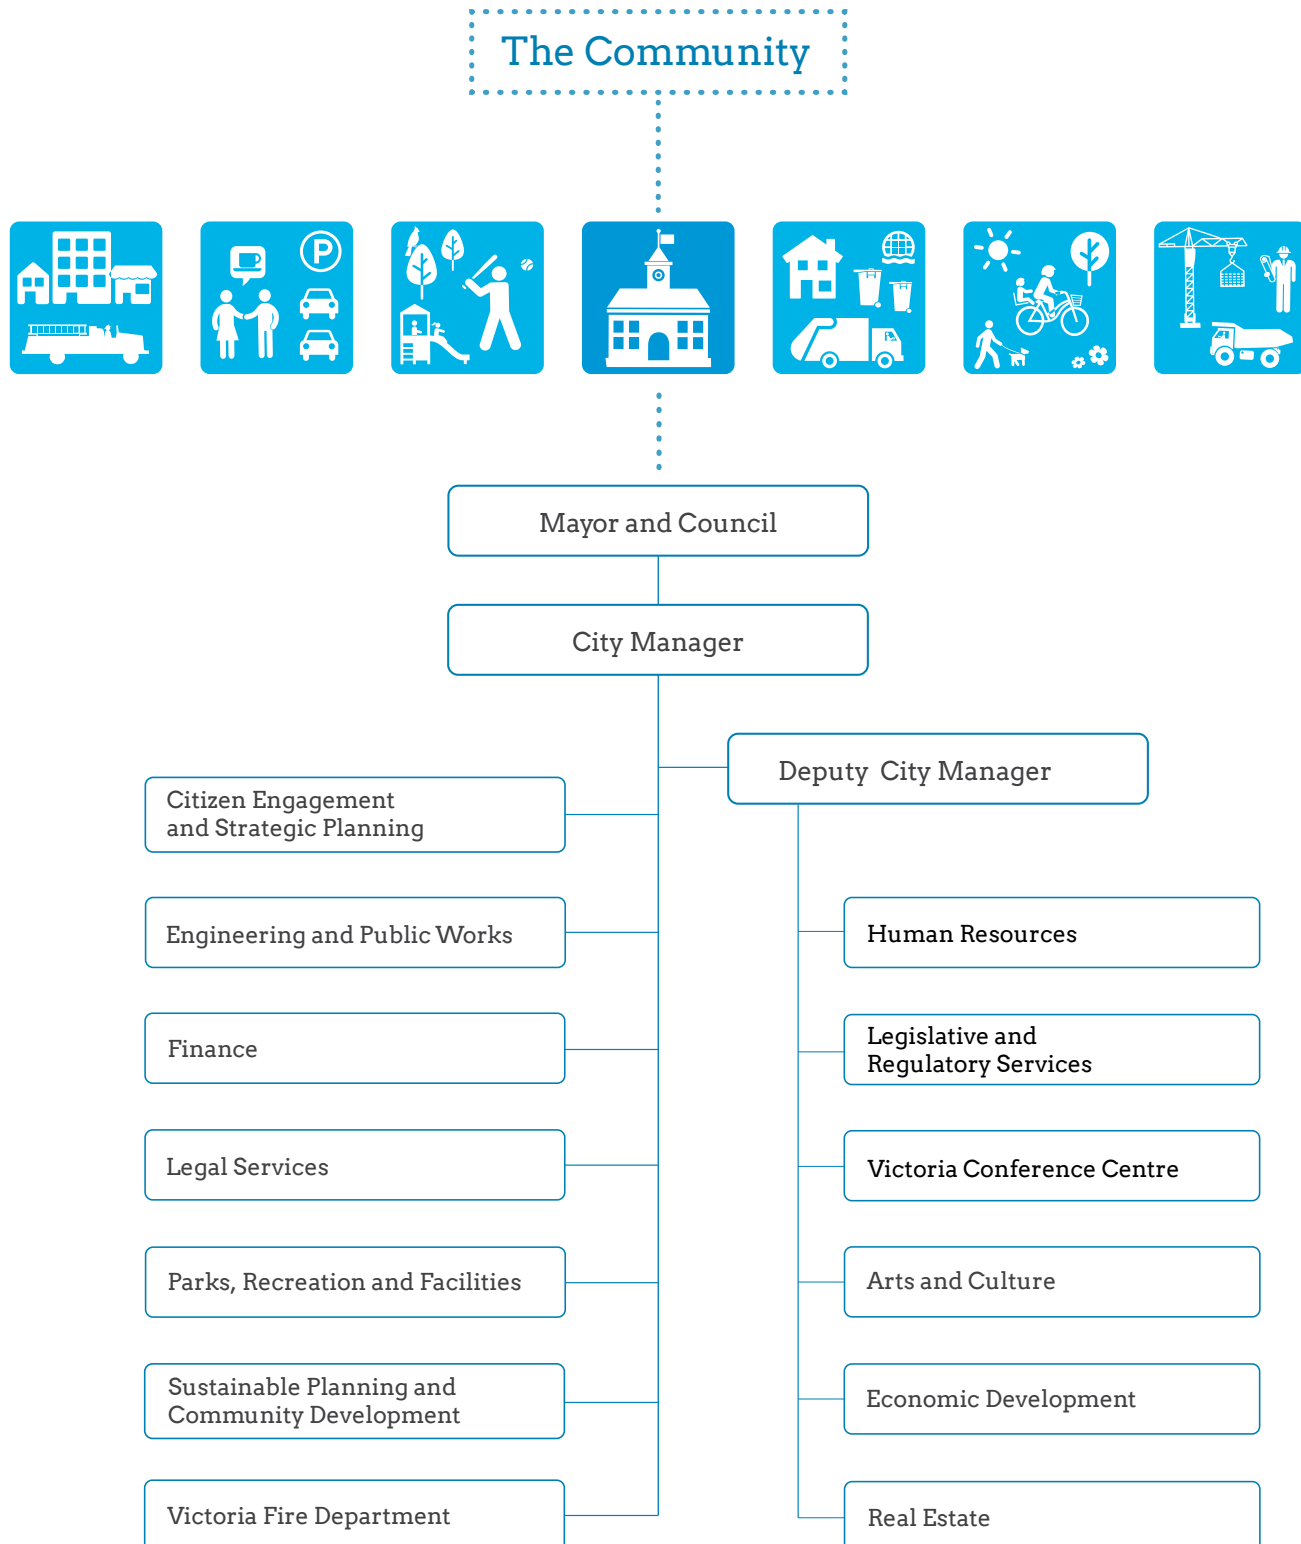 The Community
P
Mayor and Council
City Manager
Deputy City Manager
Citizen Engagement
and Strategic Planning
Engineering and Public Works
Finance
Legal Services
Parks, Recreation and Facilities
Sustainable Planning and
Community Development
Victoria Fire Department
Human Resources
Legislative and
Regulatory Services
Victoria Conference Centre
Arts and Culture
Economic Development
Real Estate